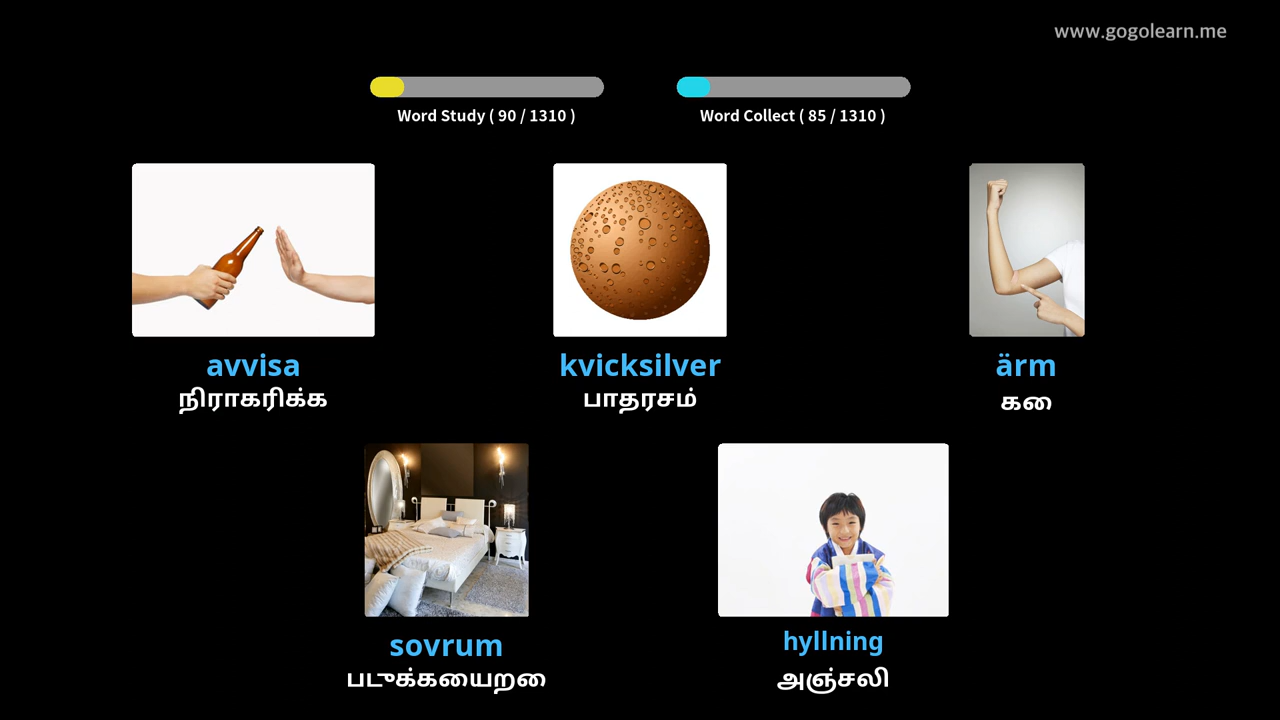 www.gogolearn.me
Word Study ( 90 / 1310 )
Word Collect ( 85 / 1310 )
avvisa
நிராகரிக்க
kvicksilver
பாதரசம்
ärm
கை
sovrum
படுக்கையறை
hyllning
அஞ்சலி